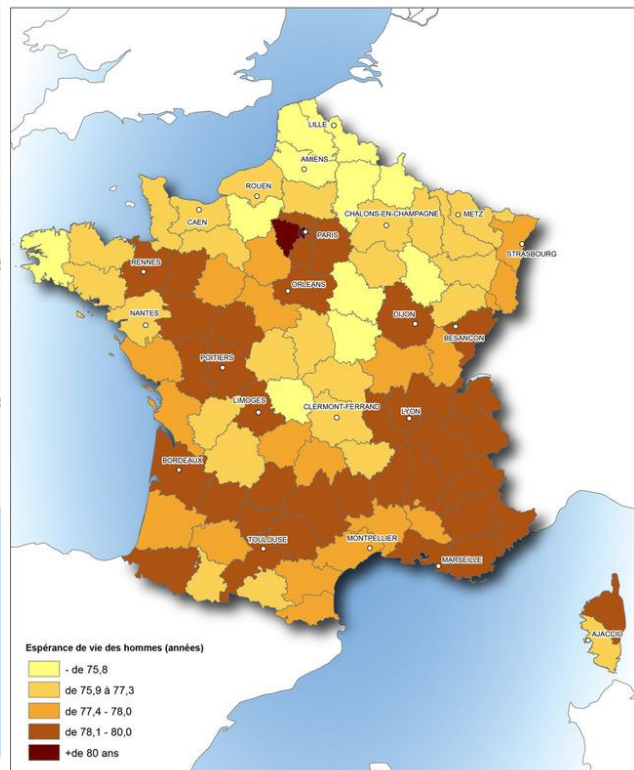 LILLE
AMIENS
ROUEN
CAEN
CHALONS-EN-CHAMPAGNE
METZ
PARIS
STRASBOURG
RENNES
ORLEANS
NANTES
DIJON
BESANCON
POITIERS
LIMOGES
CLERMONT-FERRAND
LYON
BORDEAUX
TOULOUSE
MONTPELLIER
MARSEILLE
AJACCIO
Espérance de vie des hommes (années)
- de 75,8
de 75,9 à 77,3
de 77,4 - 78,0
de 78,1 - 80,0
+de 80 ans